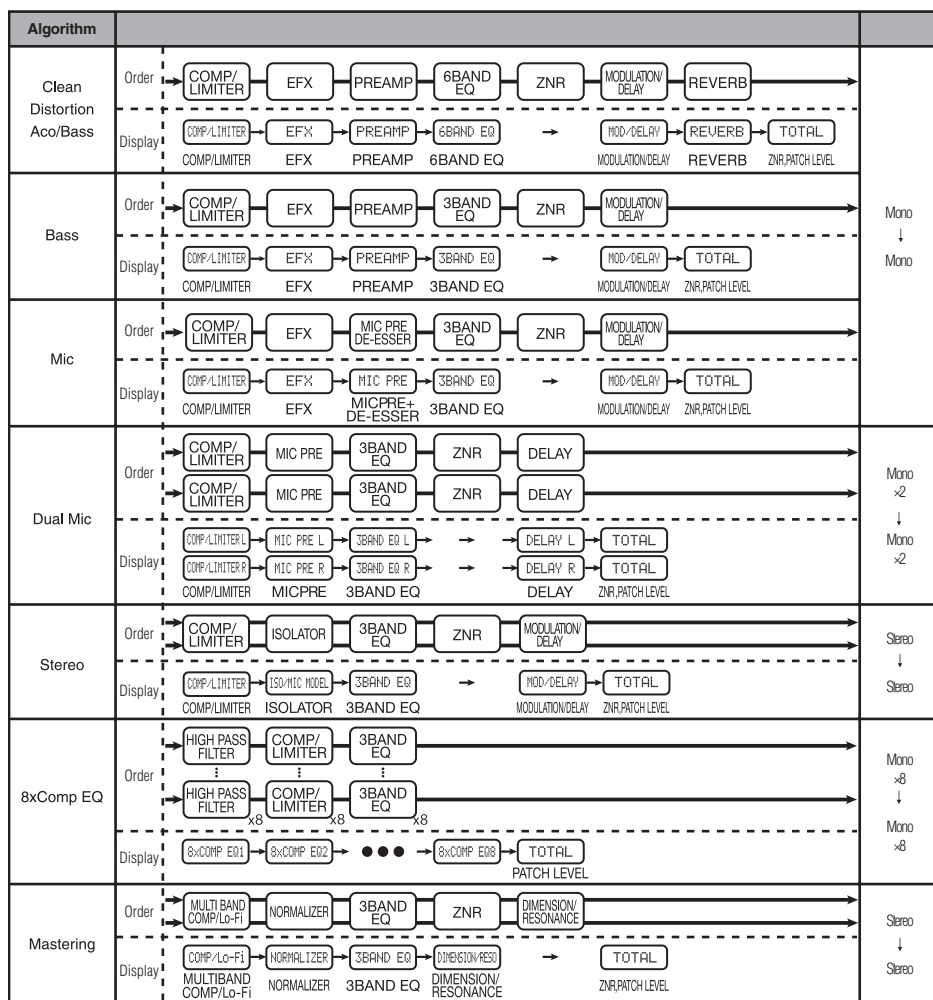 Algorithm
Clean
Distortion
Aco/Bass
Order
COMP/
LIMITER
EFX
PREAMP
6BAND
EQ
ZNR
MODULATION/
DELAY
REVERB
Display
COMP/LIMITER
EFX
PREAMP
6BAND EQ
MOD/DELAY
REVERB
TOTAL
COMP/LIMITER
EFX
PREAMP
6BAND EQ
MODULATION/DELAY
REVERB
ZNR,PATCH LEVEL
Mono
↓
Mono
Bass
Order
COMP/
LIMITER
EFX
PREAMP
3BAND
EQ
ZNR
MODULATION/
DELAY
Display
COMP/LIMITER
EFX
PREAMP
3BAND EQ
MOD/DELAY
TOTAL
COMP/LIMITER
EFX
PREAMP
3BAND EQ
MODULATION/DELAY
ZNR,PATCH LEVEL
Mic
Order
COMP/
LIMITER
EFX
MIC PRE
DE-ESSER
3BAND
EQ
ZNR
MODULATION/
DELAY
Display
COMP/LIMITER
EFX
MIC PRE
3BAND EQ
MOD/DELAY
TOTAL
COMP/LIMITER
EFX
MICPRE+
DE-ESSER
3BAND EQ
MODULATION/DELAY
ZNR,PATCH LEVEL
Dual Mic
Order
COMP/
LIMITER
MIC PRE
3BAND
EQ
ZNR
DELAY
COMP/
LIMITER
MIC PRE
3BAND
EQ
ZNR
DELAY
Display
COMP/LIMITER L
MIC PRE L
3BAND EQ L
DELAY L
TOTAL
COMP/LIMITER R
MIC PRE R
3BAND EQ R
DELAY R
TOTAL
COMP/LIMITER
MICPRE
3BAND EQ
DELAY
ZNR,PATCH LEVEL
Mono
×2
↓
Mono
×2
Stereo
Order
COMP/
LIMITER
ISOLATOR
3BAND
EQ
ZNR
MODULATION/
DELAY
Display
COMP/LIMITER
ISO/MIC MODEL
3BAND EQ
MOD/DELAY
TOTAL
COMP/LIMITER
ISOLATOR
3BAND EQ
MODULATION/DELAY
ZNR,PATCH LEVEL
Stereo
↓
Stereo
8xComp EQ
Order
HIGH PASS
FILTER
COMP/
LIMITER
3BAND
EQ
HIGH PASS
FILTER
x8
COMP/
LIMITER
x8
3BAND
EQ
x8
Display
8xCOMP EQ1
8xCOMP EQ2
●●●
8xCOMP EQ8
TOTAL
PATCH LEVEL
Mono
×8
↓
Mono
×8
Mastering
Order
MULTI BAND
COMP/Lo-Fi
NORMALIZER
3BAND
EQ
ZNR
DIMENSION/
RESONANCE
Display
COMP/Lo-Fi
NORMALIZER
3BAND EQ
DIMENSION/RESO
TOTAL
MULTIBAND
COMP/Lo-Fi
NORMALIZER
3BAND EQ
DIMENSION/
RESONANCE
ZNR,PATCH LEVEL
Stereo
↓
Stereo